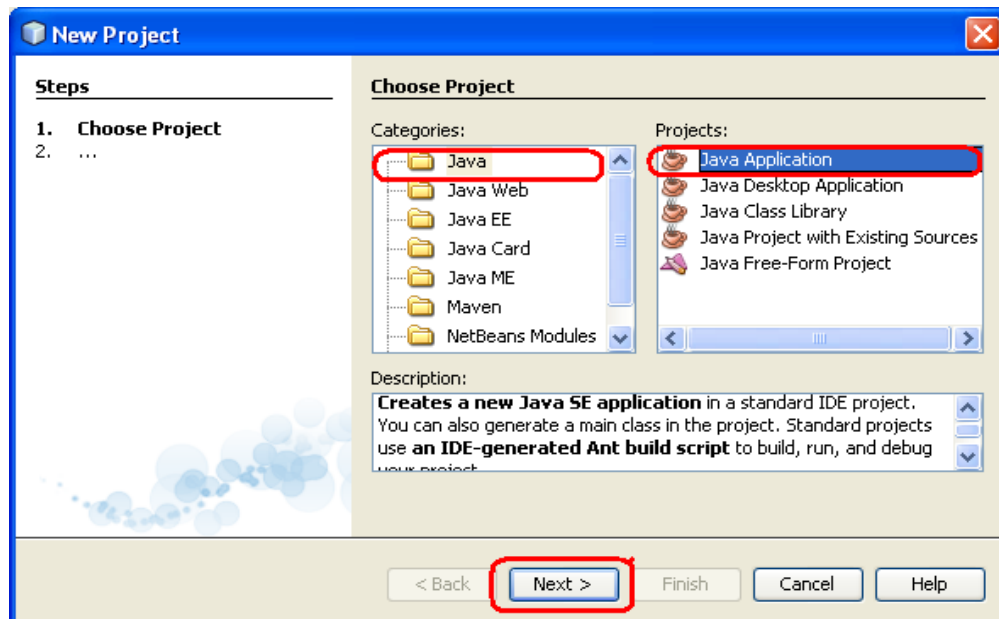 New Project
Steps
1. Choose Project
2. ...
Choose Project
Categories:
Java
Java Web
Java EE
Java Card
Java ME
Maven
NetBeans Modules
Projects:
Java Application
Java Desktop Application
Java Class Library
Java Project with Existing Sources
Java Free-Form Project
Description:
Creates a new Java SE application in a standard IDE project.
You can also generate a main class in the project. Standard projects
use an IDE-generated Ant build script to build, run, and debug
your project
< Back
Next >
Finish
Cancel
Help